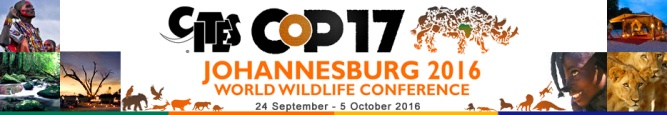 CITES COP17
JOHANNESBURG 2016
WORLD WILDLIFE CONFERENCE
24 September - 5 October 2016